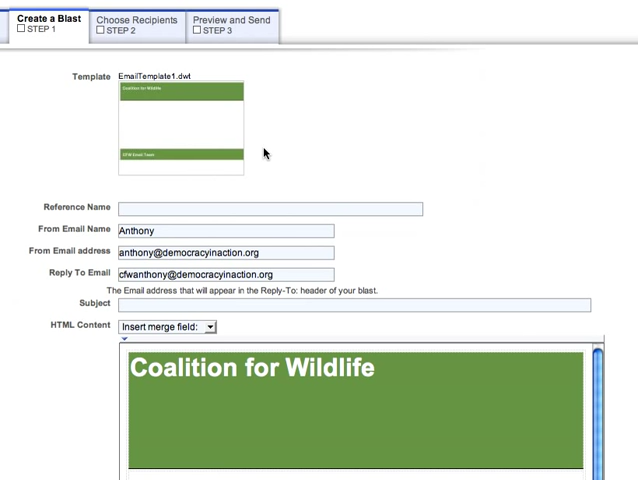 Create a Blast
STEP 1
Choose Recipients
STEP 2
Preview and Send
STEP 3
Template
EmailTemplate1.dwt
Coalition for Wildlife
CFW Email Team
Reference Name
From Email Name
Anthony
From Email address
anthony@democracyinaction.org
Reply To Email
cfwanthony@democracyinaction.org
The Email address that will appear in the Reply-To: header of your blast.
Subject
HTML Content
Insert merge field:
Coalition for Wildlife